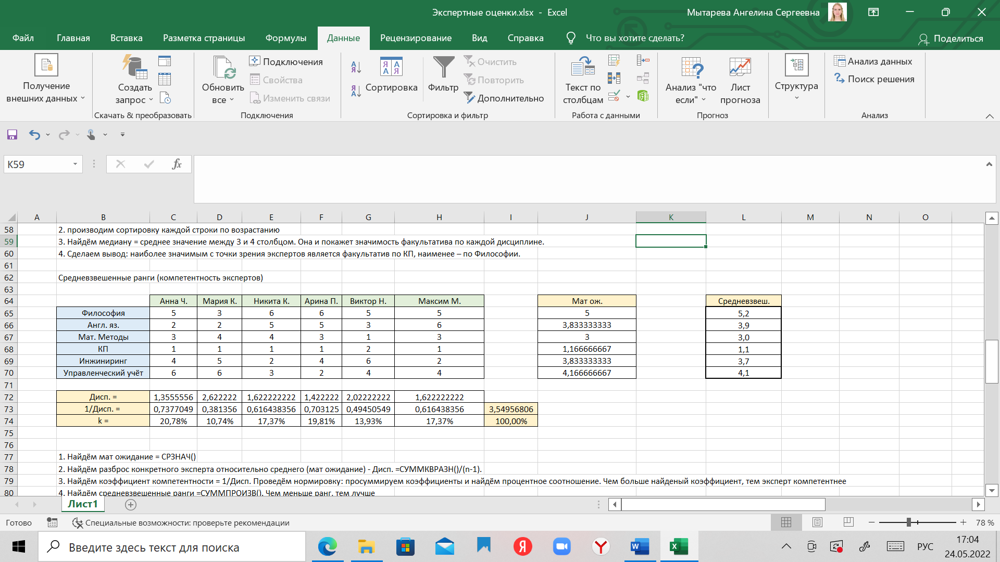 Экспертные оценки.xlsx - Excel
Мытарева Ангелина Сергеевна
Файл Главная Вставка Разметка страницы Формулы Данные Рецензирование Вид Справка Что вы хотите сделать? Поделиться
Получение внешних данных
Создать запрос
Скачать & преобразовать
Обновить все
Подключения
Свойства
Изменить связи
Подключения
Сортировка
Фильтр
Очистить
Повторить
Дополнительно
Сортировка и фильтр
Текст по столбцам
Работа с данными
Анализ "что если"
Лист прогноза
Прогноз
Структура
Анализ данных
Поиск решения
Анализ
K59
fx
A B C D E F G H I J K L M N O
58 2. производим сортировку каждой строки по возрастанию
59 3. Найдём медиану = среднее значение между 3 и 4 столбцом. Она и покажет значимость факультатива по каждой дисциплине.
60 4. Сделаем вывод: наиболее значимым с точки зрения экспертов является факультатив по КП, наименее – по Философии.
61
62 Средневзвешенные ранги (компетентность экспертов)
63
64 Анна Ч. Мария К. Никита К. Арина П. Виктор Н. Максим М. Мат ож. Средневзвеш.
65 Философия 5 3 6 6 5 5 5 5,2
66 Англ. яз. 2 2 5 5 3 6 3,833333333 3,9
67 Мат. Методы 3 4 4 3 1 3 3 3,0
68 КП 1 1 1 1 2 1 1,166666667 1,1
69 Инжиниринг 4 5 2 4 6 2 3,833333333 3,7
70 Управленческий учёт 6 6 3 2 4 4 4,166666667 4,1
71
72 Дисп. = 1,3555556 2,622222 1,622222222 1,422222 2,02222222 1,622222222
73 1/Дисп. = 0,7377049 0,381356 0,616438356 0,703125 0,49450549 0,616438356 3,54956806
74 k = 20,78% 10,74% 17,37% 19,81% 13,93% 17,37% 100,00%
75
76
77 1. Найдём мат ожидание = СРЗНАЧ()
78 2. Найдём разброс конкретного эксперта относительно среднего (мат ожидание) - Дисп. =СУММКВРАЗН()/(n-1).
79 3. Найдём коэффициент компетентности = 1/Дисп. Проведём нормировку: просуммируем коэффициенты и найдём процентное соотношение. Чем больше найденый коэффициент, тем эксперт компетентнее
80 4. Найдём средневзвешенные ранги =СУММПРОИЗВ(). Чем меньше ранг, тем лучше
Лист1
Готово
Специальные возможности: проверьте рекомендации
78 %
Введите здесь текст для поиска
РУС
17:04
24.05.2022